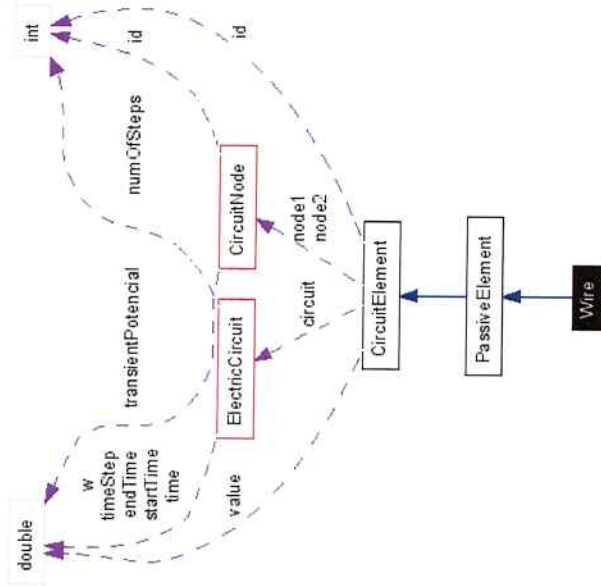 int
id
id
numOfSteps
CircuitNode
node1
node2
CircuitElement
PassiveElement
Wire
circuit
ElectricCircuit
transientPotencial
w
timeStep
endTime
startTime
time
value
double